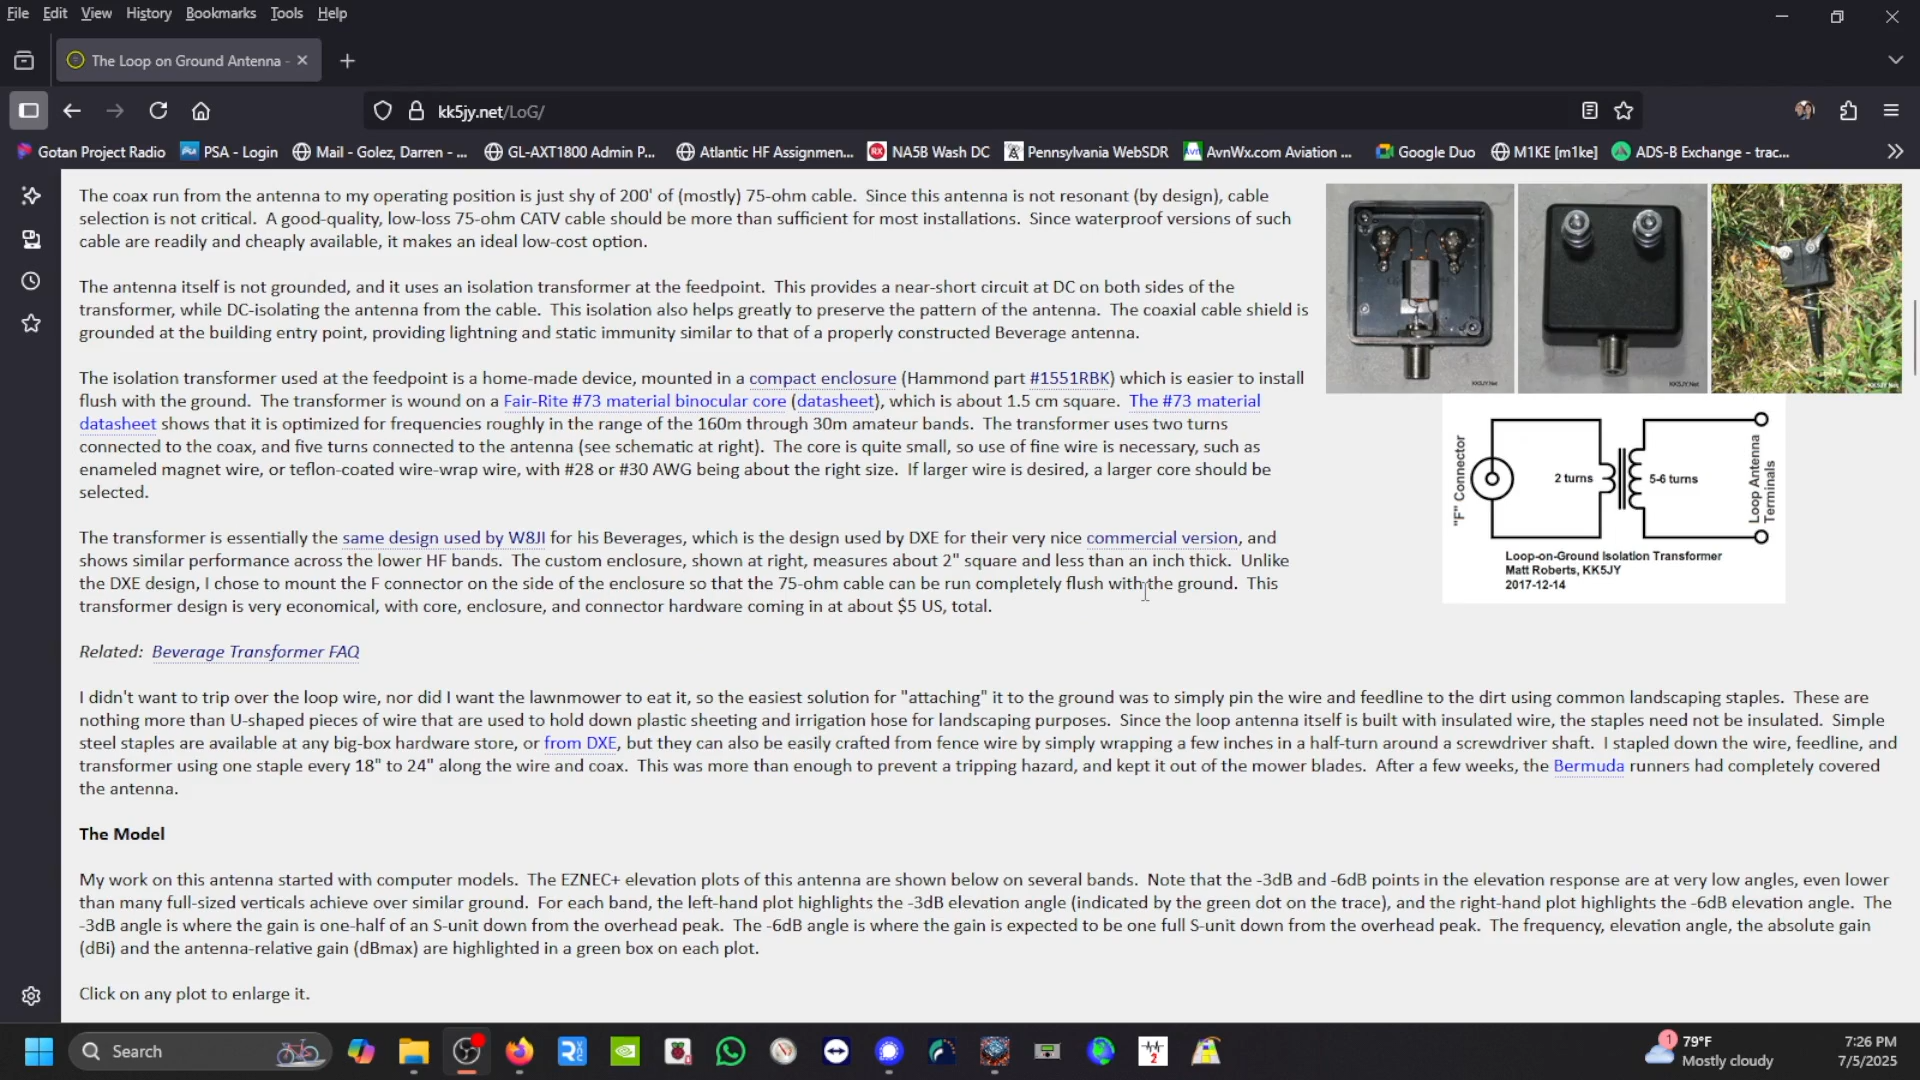 File Edit View History Bookmarks Tools Help
The Loop on Ground Antenna -
kk5jy.net/LoG/
Gotan Project Radio PSA - Login Mail - Golez, Darren - ... GL-AXT1800 Admin P... Atlantic HF Assignmen... NA5B Wash DC Pennsylvania WebSDR AvnWx.com Aviation ... Google Duo M1KE [m1ke] ADS-B Exchange - trac...
The coax run from the antenna to my operating position is just shy of 200' of (mostly) 75-ohm cable. Since this antenna is not resonant (by design), cable
selection is not critical. A good-quality, low-loss 75-ohm CATV cable should be more than sufficient for most installations. Since waterproof versions of such
cable are readily and cheaply available, it makes an ideal low-cost option.
The antenna itself is not grounded, and it uses an isolation transformer at the feedpoint. This provides a near-short circuit at DC on both sides of the
transformer, while DC-isolating the antenna from the cable. This isolation also helps greatly to preserve the pattern of the antenna. The coaxial cable shield is
grounded at the building entry point, providing lightning and static immunity similar to that of a properly constructed Beverage antenna.
The isolation transformer used at the feedpoint is a home-made device, mounted in a compact enclosure (Hammond part #1551RBK) which is easier to install
flush with the ground. The transformer is wound on a Fair-Rite #73 material binocular core (datasheet), which is about 1.5 cm square. The #73 material
datasheet shows that it is optimized for frequencies roughly in the range of the 160m through 30m amateur bands. The transformer uses two turns
connected to the coax, and five turns connected to the antenna (see schematic at right). The core is quite small, so use of fine wire is necessary, such as
enameled magnet wire, or teflon-coated wire-wrap wire, with #28 or #30 AWG being about the right size. If larger wire is desired, a larger core should be
selected.
The transformer is essentially the same design used by W8JI for his Beverages, which is the design used by DXE for their very nice commercial version, and
shows similar performance across the lower HF bands. The custom enclosure, shown at right, measures about 2" square and less than an inch thick. Unlike
the DXE design, I chose to mount the F connector on the side of the enclosure so that the 75-ohm cable can be run completely flush with the ground. This
transformer design is very economical, with core, enclosure, and connector hardware coming in at about $5 US, total.
KK5JY.Net
KK5JY.Net
KK5JY.Net
"F" Connector
2 turns
5-6 turns
Loop Antenna
Terminals
Loop-on-Ground Isolation Transformer
Matt Roberts, KK5JY
2017-12-14
Related: Beverage Transformer FAQ
I didn't want to trip over the loop wire, nor did I want the lawnmower to eat it, so the easiest solution for "attaching" it to the ground was to simply pin the wire and feedline to the dirt using common landscaping staples. These are
nothing more than U-shaped pieces of wire that are used to hold down plastic sheeting and irrigation hose for landscaping purposes. Since the loop antenna itself is built with insulated wire, the staples need not be insulated. Simple
steel staples are available at any big-box hardware store, or from DXE, but they can also be easily crafted from fence wire by simply wrapping a few inches in a half-turn around a screwdriver shaft. I stapled down the wire, feedline, and
transformer using one staple every 18" to 24" along the wire and coax. This was more than enough to prevent a tripping hazard, and kept it out of the mower blades. After a few weeks, the Bermuda runners had completely covered
the antenna.
The Model
My work on this antenna started with computer models. The EZNEC+ elevation plots of this antenna are shown below on several bands. Note that the -3dB and -6dB points in the elevation response are at very low angles, even lower
than many full-sized verticals achieve over similar ground. For each band, the left-hand plot highlights the -3dB elevation angle (indicated by the green dot on the trace), and the right-hand plot highlights the -6dB elevation angle. The
-3dB angle is where the gain is one-half of an S-unit down from the overhead peak. The -6dB angle is where the gain is expected to be one full S-unit down from the overhead peak. The frequency, elevation angle, the absolute gain
(dBi) and the antenna-relative gain (dBmax) are highlighted in a green box on each plot.
Click on any plot to enlarge it.
Search
1
79°F
Mostly cloudy
7:26 PM
7/5/2025